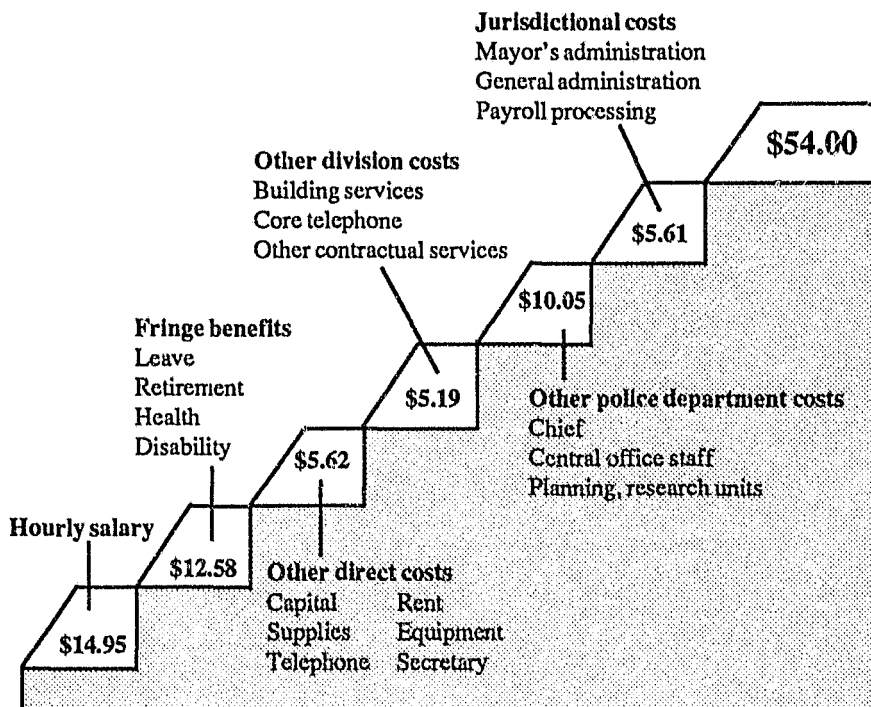 Jurisdictional costs
Mayor's administration
General administration
Payroll processing
$54.00
Other division costs
Building services
Core telephone
Other contractual services
$5.61
$10.05
Fringe benefits
Leave
Retirement
Health
Disability
$5.19
Other police department costs
Chief
Central office staff
Planning, research units
$5.62
Hourly salary
$12.58
Other direct costs
Capital Rent
Supplies Equipment
Telephone Secretary
$14.95